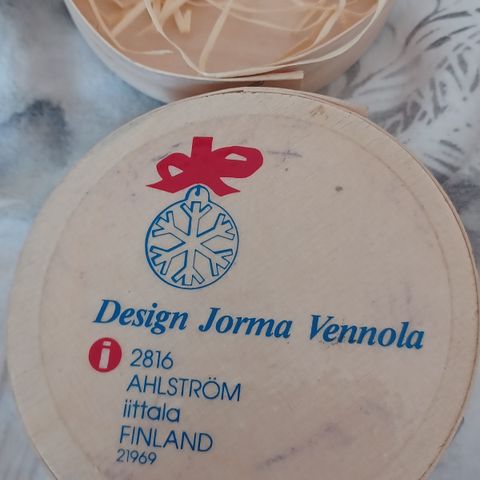 Design Jorma Vennola
i 2816
AHLSTRÖM
iittala
FINLAND
21969